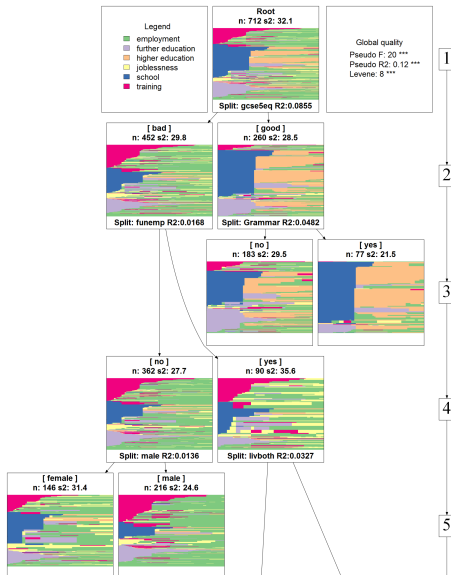 Legend
employment
further education
higher education
joblessness
school
training
Root
n: 712 s2: 32.1
Split: gcse5eq R2:0.0855
Global quality
Pseudo F: 20 ***
Pseudo R2: 0.12 ***
Levene: 8 ***
1
[ bad ]
n: 452 s2: 29.8
Split: funemp R2:0.0168
[ good ]
n: 260 s2: 28.5
Split: Grammar R2:0.0482
2
[ no ]
n: 183 s2: 29.5
[ yes ]
n: 77 s2: 21.5
3
[ no ]
n: 362 s2: 27.7
Split: male R2:0.0136
[ yes ]
n: 90 s2: 35.6
Split: livboth R2:0.0327
4
[ female ]
n: 146 s2: 31.4
[ male ]
n: 216 s2: 24.6
5